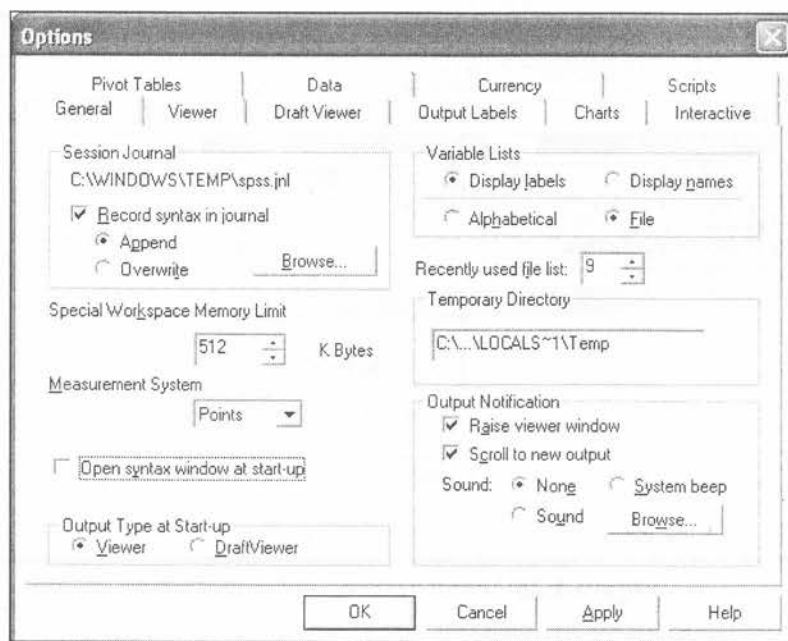 Options
Pivot Tables Data Currency Scripts
General Viewer Draft Viewer Output Labels Charts Interactive
Session Journal
C:\WINDOWS\TEMP\spss.jnl
Record syntax in journal
Append
Overwrite Browse...
Special Workspace Memory Limit
512 K Bytes
Measurement System
Points
Open syntax window at start-up
Output Type at Start-up
Viewer DraftViewer
Variable Lists
Display labels Display names
Alphabetical File
Recently used file list: 9
Temporary Directory
C:\...\LOCALS~1\Temp
Output Notification
Raise viewer window
Scroll to new output
Sound: None System beep
Sound Browse...
OK Cancel Apply Help